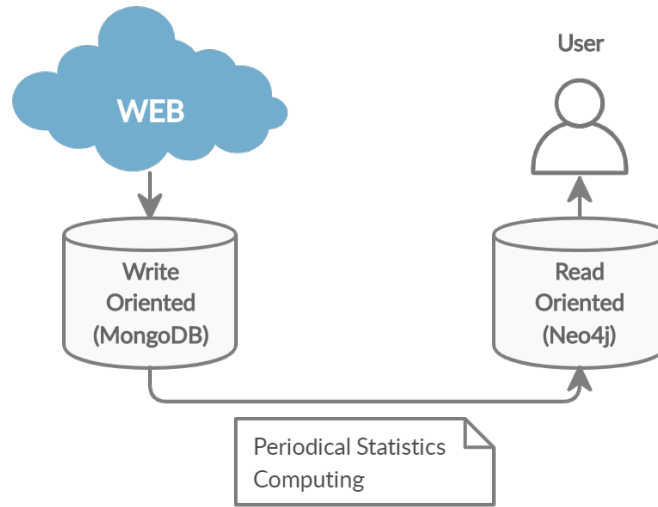 User
WEB
Write
Oriented
(MongoDB)
Read
Oriented
(Neo4j)
Periodical Statistics
Computing